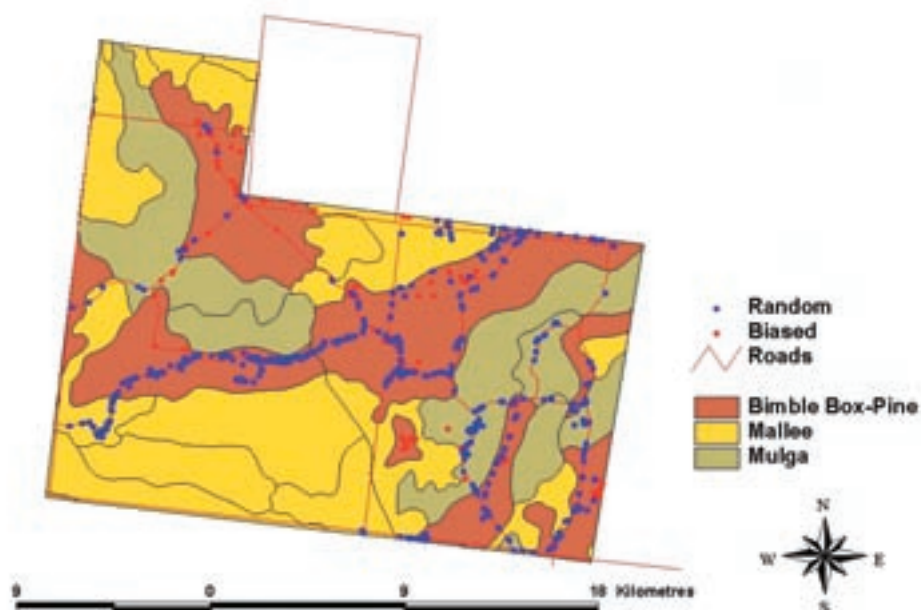 Random
Biased
Roads
Bimble Box-Pine
Mallee
Mulga
N
W E
9 0 9 18 Kilometres